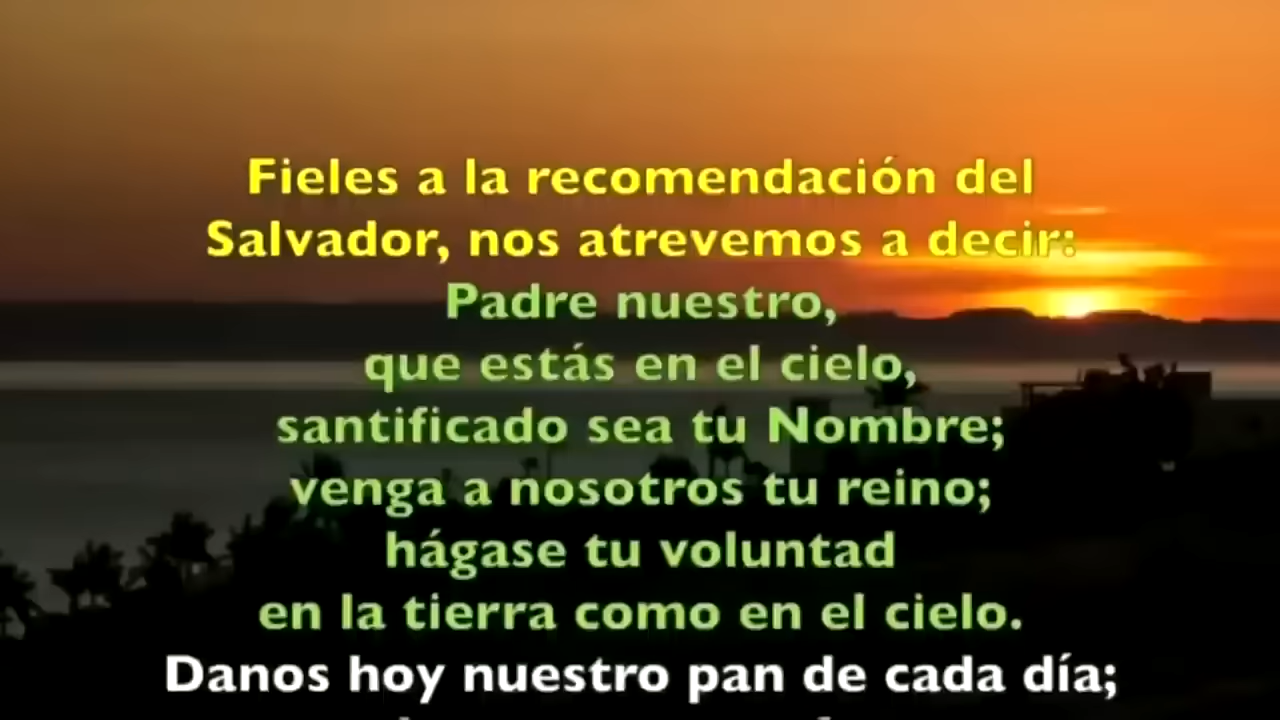 Fieles a la recomendación del
Salvador, nos atrevemos a decir:
Padre nuestro,
que estás en el cielo,
santificado sea tu Nombre;
venga a nosotros tu reino;
hágase tu voluntad
en la tierra como en el cielo.
Danos hoy nuestro pan de cada día;